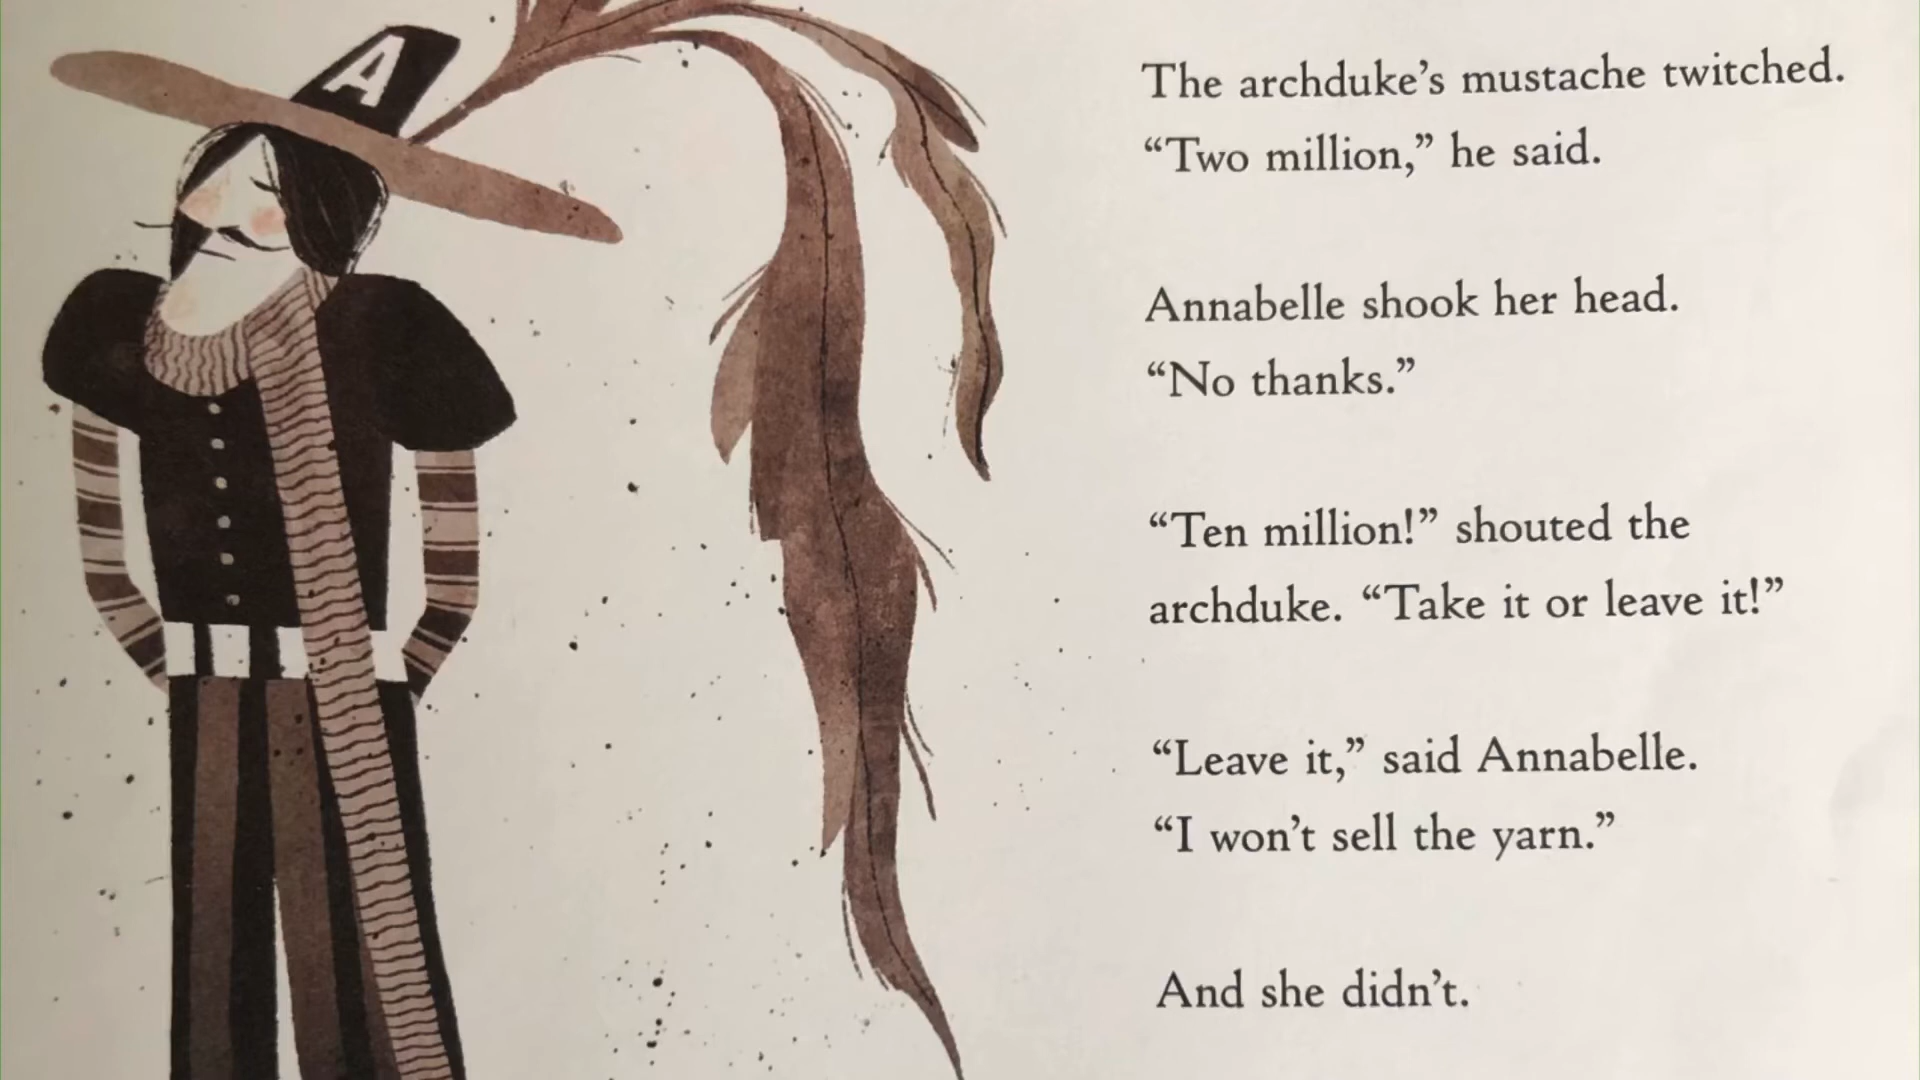 A
The archduke’s mustache twitched.
“Two million,” he said.
Annabelle shook her head.
“No thanks.”
“Ten million!” shouted the
archduke. “Take it or leave it!”
“Leave it,” said Annabelle.
“I won’t sell the yarn.”
And she didn’t.